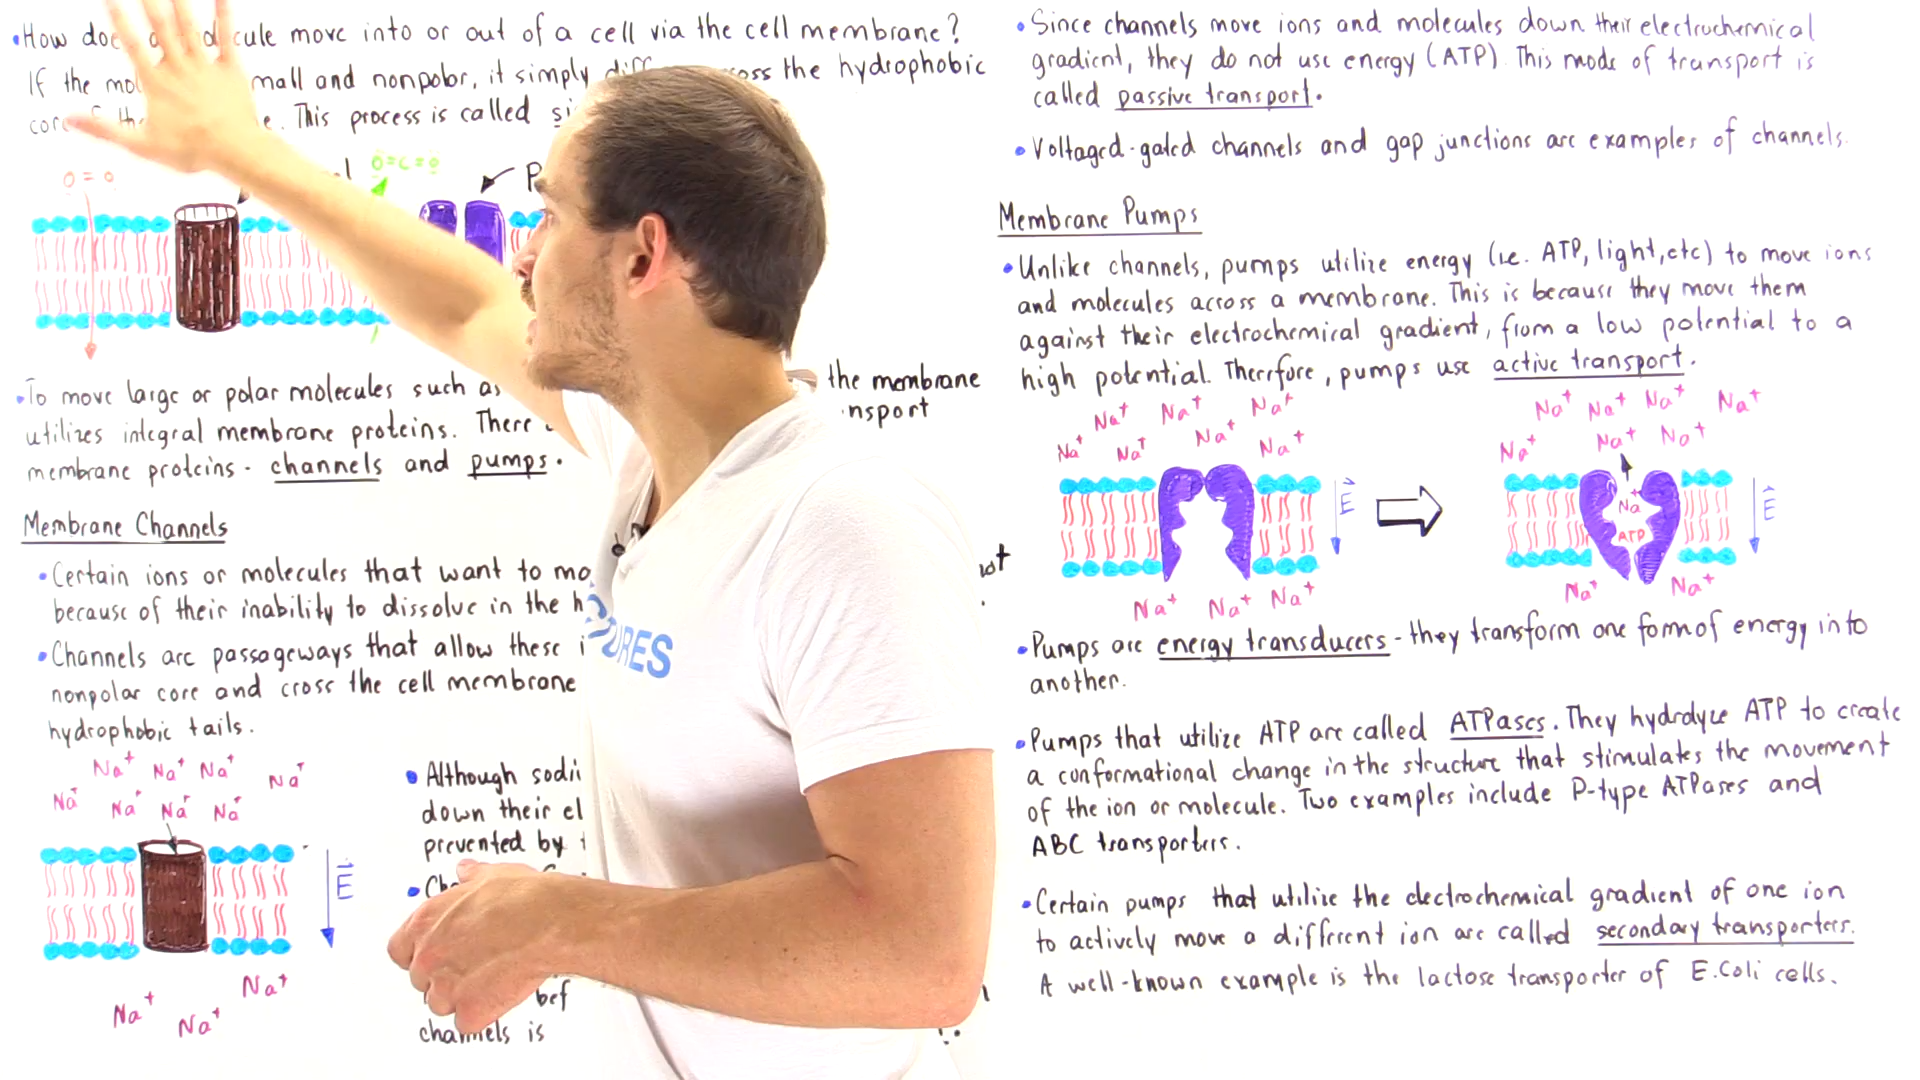 •How move into or out of a cell via the cell membrane?
If the mall and nonpolar, it simply the hydrophobic
This process is called
O=O
O=C=O
P
•To move large or polar molecules such as the membrane
utilizes integral membrane proteins. There nsport
membrane proteins - channels and pumps.
Membrane Channels
•Certain ions or molecules that want to mo
because of their inability to dissolve in the h
•Channels are passageways that allow these i
nonpolar core and cross the cell membrane
hydrophobic tails.
Na+ Na+ Na+ Na+
Na+ Na+ Na+ Na+
E
Na+ Na+ Na+
• Although sodiu
down their el
prevented by
• Ch
bef
channels is
TURES
• Since channels move ions and molecules down their electrochemical
gradient, they do not use energy (ATP). This mode of transport is
called passive transport.
• Voltaged-gated channels and gap junctions are examples of channels.
Membrane Pumps
•Unlike channels, pumps utilize energy (i.e. ATP, light, etc) to move ions
and molecules across a membrane. This is because they move them
against their electrochemical gradient, from a low potential to a
high potential. Therefore, pumps use active transport.
Na+ Na+ Na+
Na+ Na+ Na+ Na+
E
Na+ Na+ Na+
Na+ Na+ Na+ Na+
Na+ Na+ Na+
Na+
ATP
E
Na+ Na+
•Pumps are energy transducers - they transform one form of energy into
another.
•Pumps that utilize ATP are called ATPases. They hydrolyze ATP to create
a conformational change in the structure that stimulates the movement
of the ion or molecule. Two examples include P-type ATPases and
ABC transporters.
•Certain pumps that utilize the electrochemical gradient of one ion
to actively move a different ion are called secondary transporters.
A well-known example is the lactose transporter of E.Coli cells.